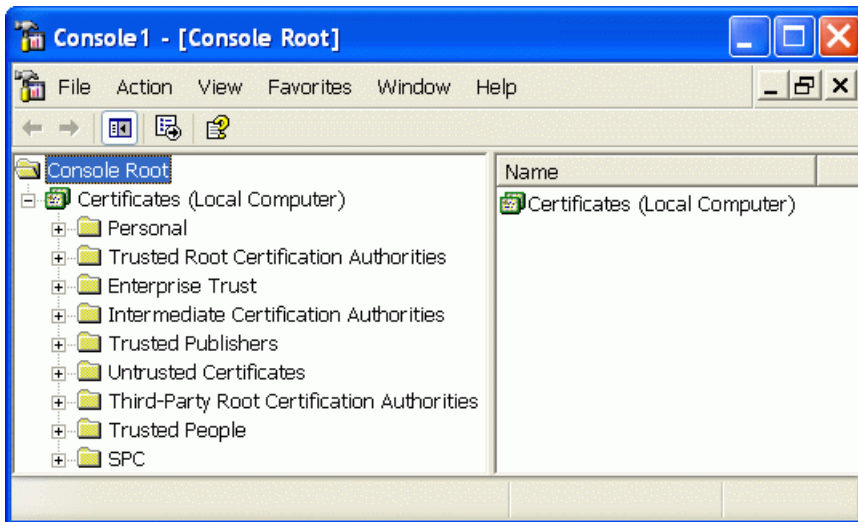 Console1 - [Console Root]
File Action View Favorites Window Help
Console Root
Certificates (Local Computer)
Personal
Trusted Root Certification Authorities
Enterprise Trust
Intermediate Certification Authorities
Trusted Publishers
Untrusted Certificates
Third-Party Root Certification Authorities
Trusted People
SPC
Name
Certificates (Local Computer)